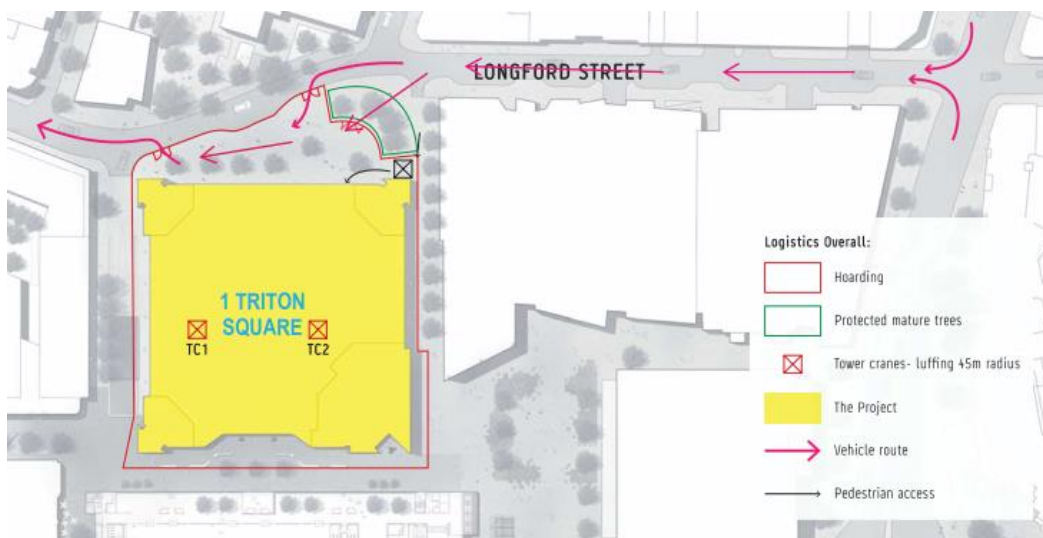 LONGFORD STREET
1 TRITON
SQUARE
TC1
TC2
Logistics Overall:
Hoarding
Protected mature trees
Tower cranes- luffing 45m radius
The Project
Vehicle route
Pedestrian access